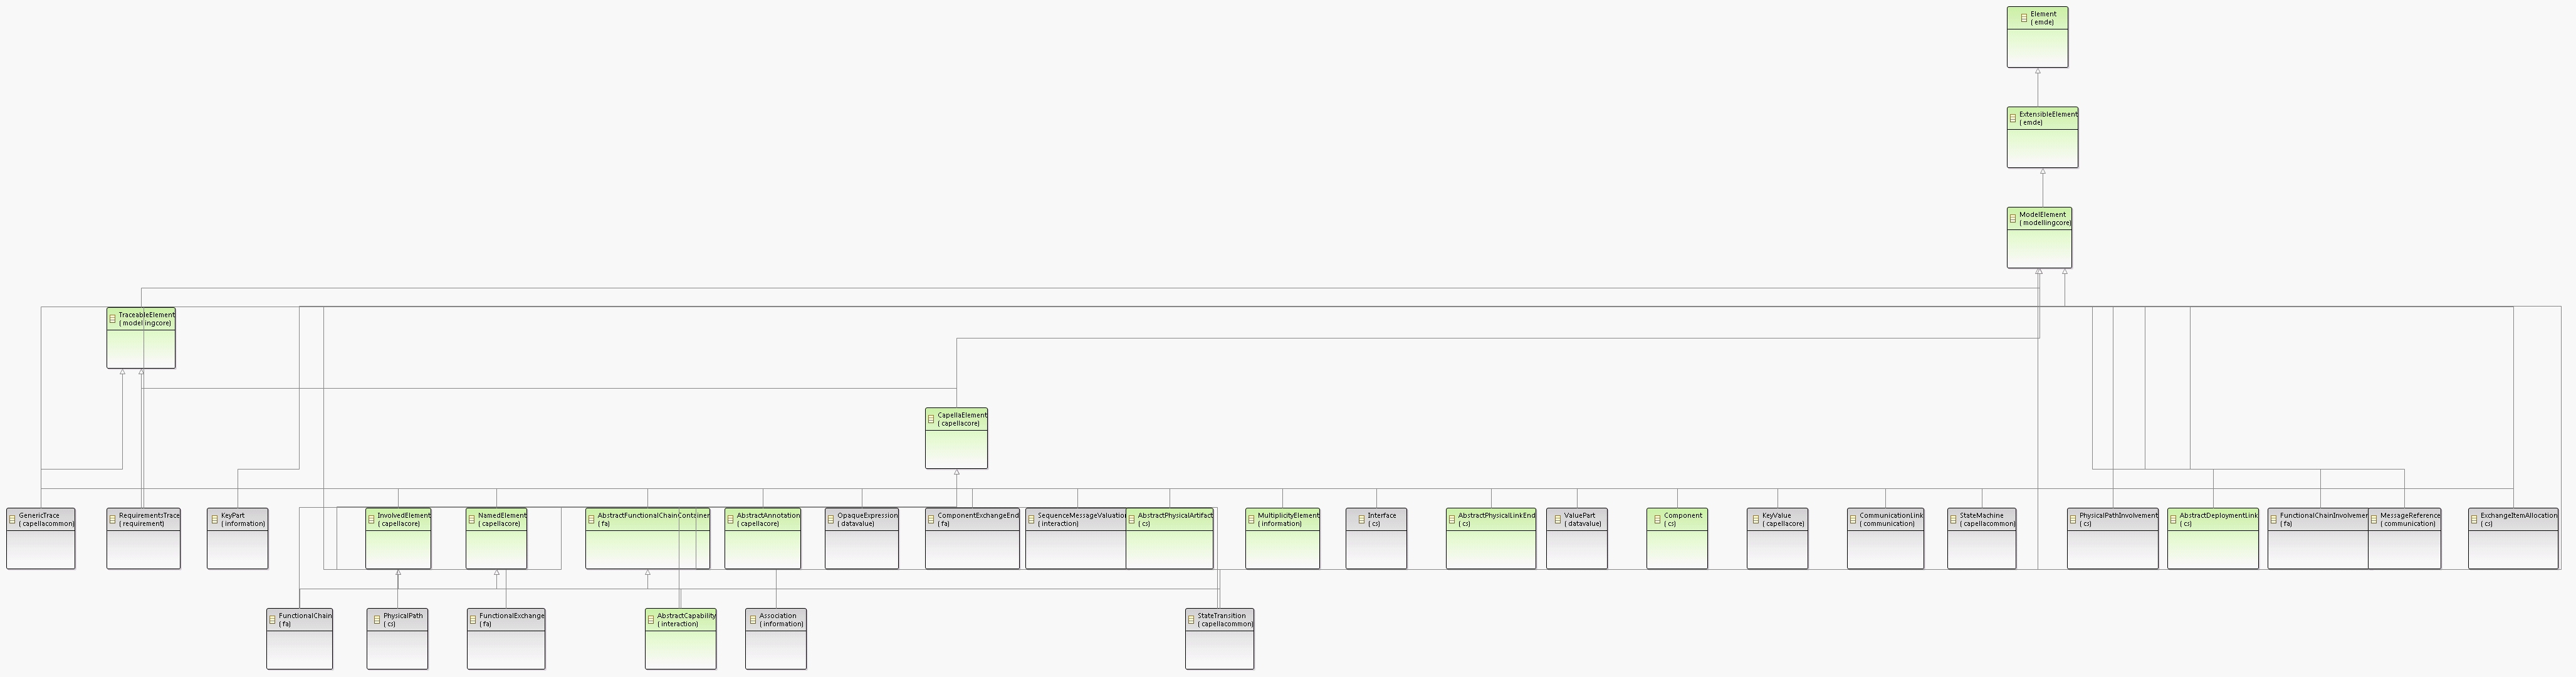 Element
( emde)
ExtensibleElement
( emde)
ModelElement
( modellingcore)
TraceableElement
( modellingcore)
CapellaElement
( capellacore)
GenericTrace
( capellacommon)
RequirementsTrace
( requirement)
KeyPart
( information)
InvolvedElement
( capellacore)
NamedElement
( capellacore)
AbstractFunctionalChainContainer
( fa)
AbstractAnnotation
( capellacore)
OpaqueExpression
( datavalue)
ComponentExchangeEnd
( fa)
SequenceMessageValuation
( interaction)
AbstractPhysicalArtifact
( cs)
MultiplicityElement
( information)
Interface
( cs)
AbstractPhysicalLinkEnd
( cs)
ValuePart
( datavalue)
Component
( cs)
KeyValue
( capellacore)
CommunicationLink
( communication)
StateMachine
( capellacommon)
PhysicalPathInvolvement
( cs)
AbstractDeploymentLink
( cs)
FunctionalChainInvolvemen
( fa)
MessageReference
( communication)
ExchangeItemAllocation
( cs)
FunctionalChain
( fa)
PhysicalPath
( cs)
FunctionalExchange
( fa)
AbstractCapability
( interaction)
Association
( information)
StateTransition
( capellacommon)